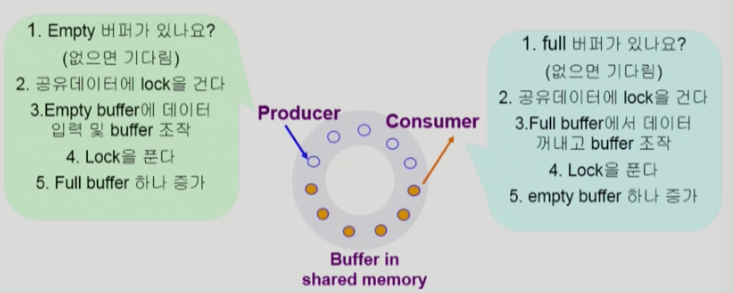 1. Empty 버퍼가 있나요?
(없으면 기다림)
2. 공유데이터에 lock을 건다
3.Empty buffer에 데이터
입력 및 buffer 조작
4. Lock을 푼다
5. Full buffer 하나 증가
Producer
Consumer
Buffer in
shared memory
1. full 버퍼가 있나요?
(없으면 기다림)
2. 공유데이터에 lock을 건다
3.Full buffer에서 데이터
꺼내고 buffer 조작
4. Lock을 푼다
5. empty buffer 하나 증가